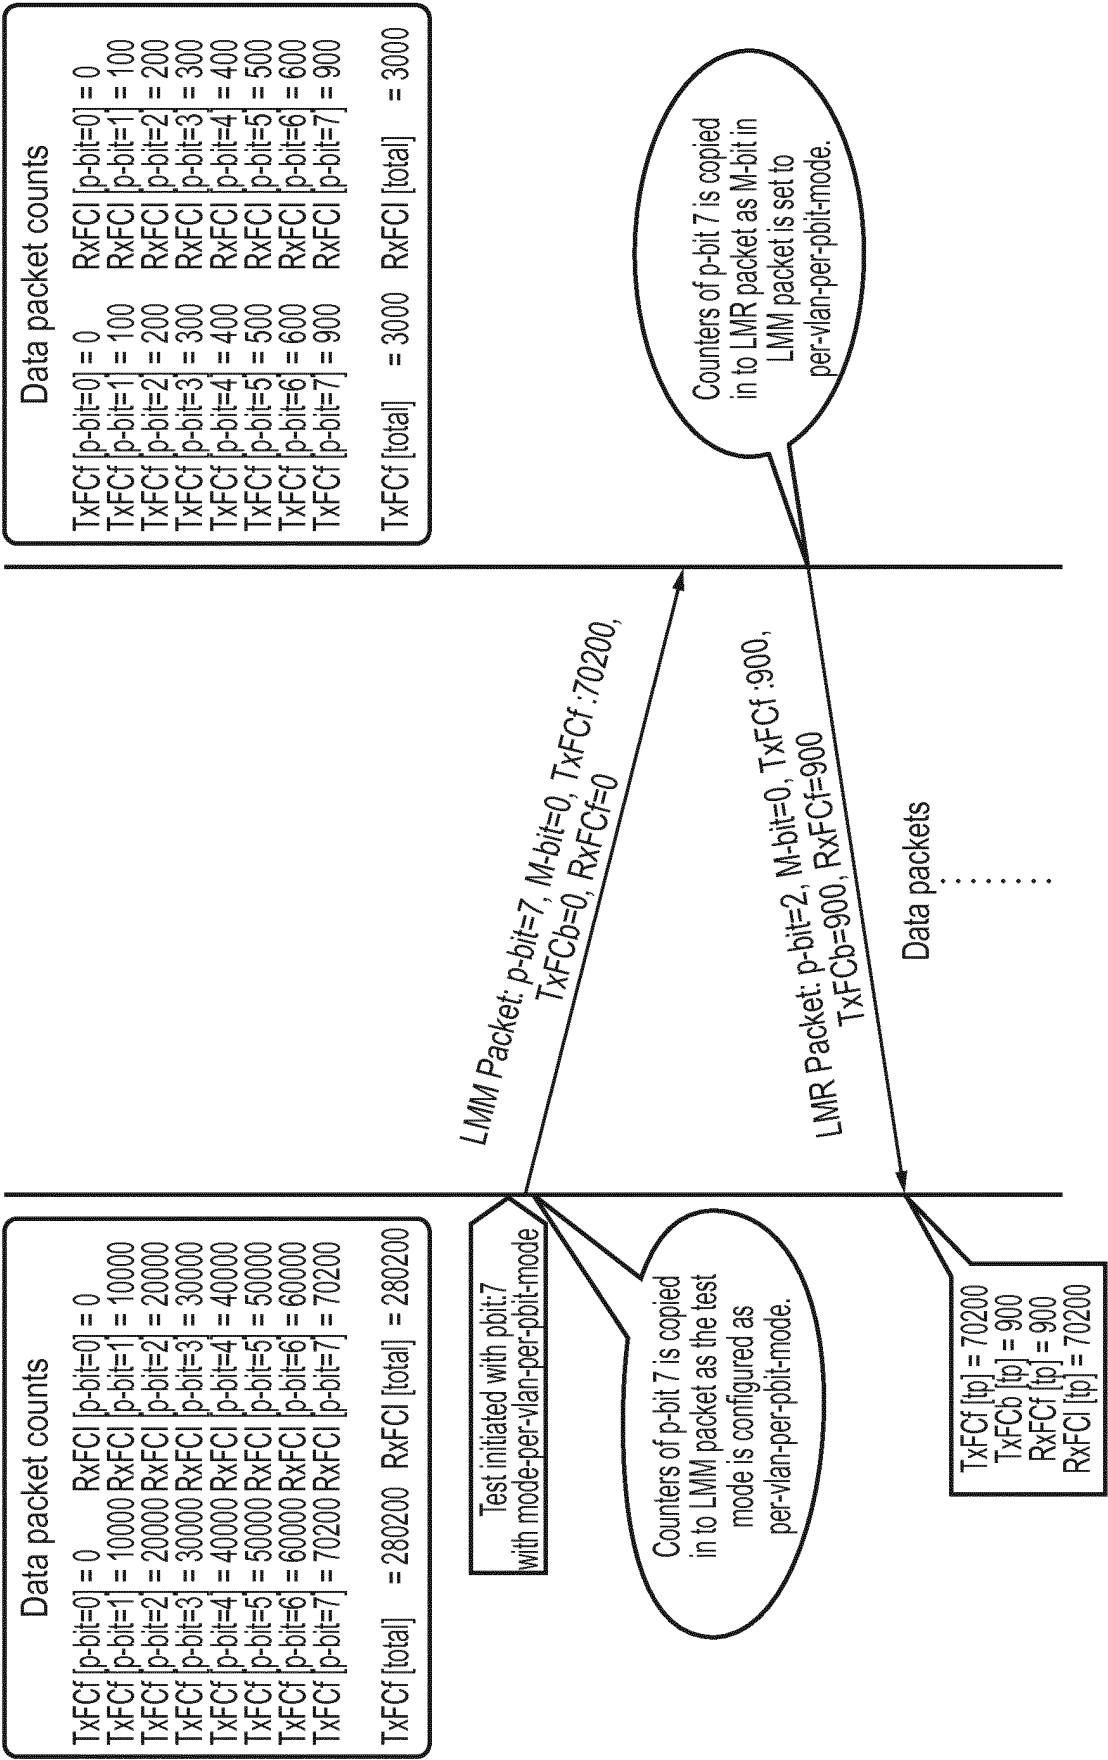 Data packet counts
TxFCf [p-bit=0] = 0 RxFCl [p-bit=0] = 0
TxFCf [p-bit=1] = 10000 RxFCl [p-bit=1] = 10000
TxFCf [p-bit=2] = 20000 RxFCl [p-bit=2] = 20000
TxFCf [p-bit=3] = 30000 RxFCl [p-bit=3] = 30000
TxFCf [p-bit=4] = 40000 RxFCl [p-bit=4] = 40000
TxFCf [p-bit=5] = 50000 RxFCl [p-bit=5] = 50000
TxFCf [p-bit=6] = 60000 RxFCl [p-bit=6] = 60000
TxFCf [p-bit=7] = 70200 RxFCl [p-bit=7] = 70200
TxFCf [total] = 280200 RxFCl [total] = 280200
Data packet counts
TxFCf [p-bit=0] = 0 RxFCl [p-bit=0] = 0
TxFCf [p-bit=1] = 100 RxFCl [p-bit=1] = 100
TxFCf [p-bit=2] = 200 RxFCl [p-bit=2] = 200
TxFCf [p-bit=3] = 300 RxFCl [p-bit=3] = 300
TxFCf [p-bit=4] = 400 RxFCl [p-bit=4] = 400
TxFCf [p-bit=5] = 500 RxFCl [p-bit=5] = 500
TxFCf [p-bit=6] = 600 RxFCl [p-bit=6] = 600
TxFCf [p-bit=7] = 900 RxFCl [p-bit=7] = 900
TxFCf [total] = 3000 RxFCl [total] = 3000
Test initiated with pbit:7
with mode-per-vlan-per-pbit-mode
LMM Packet: p-bit=7, M-bit=0, TxFCf :70200,
TxFCb=0, RxFCf=0
Counters of p-bit 7 is copied
in to LMM packet as the test
mode is configured as
per-vlan-per-pbit-mode.
Counters of p-bit 7 is copied
in to LMR packet as M-bit in
LMM packet is set to
per-vlan-per-pbit-mode.
LMR Packet: p-bit=2, M-bit=0, TxFCf :900,
TxFCb=900, RxFCf=900
Data packets
TxFCf [tp] = 70200
TxFCb [tp] = 900
RxFCf [tp] = 900
RxFCl [tp] = 70200